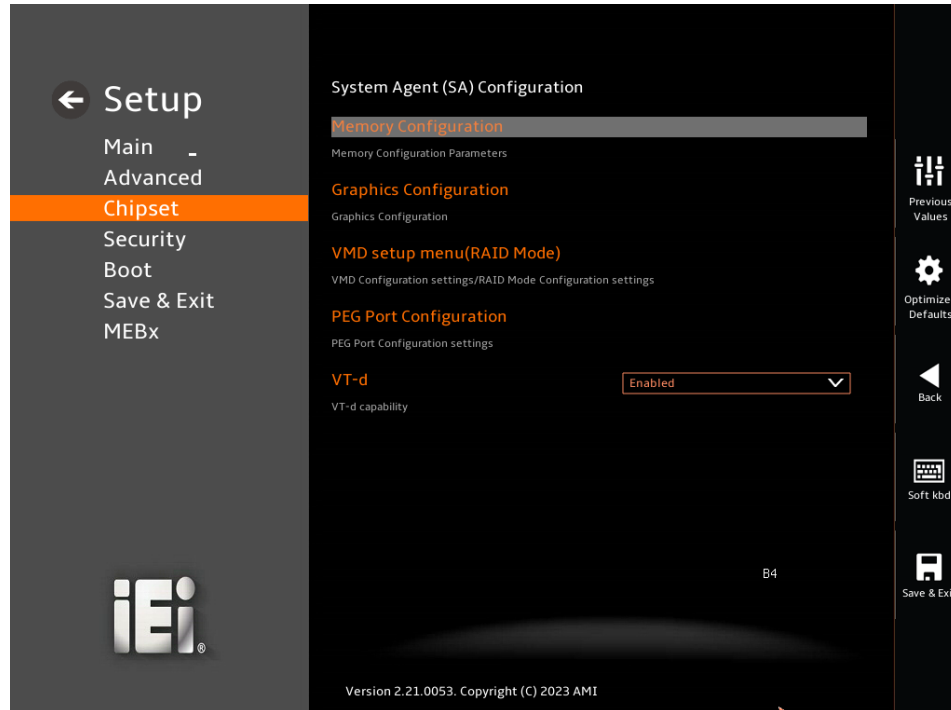 Setup
Main
Advanced
Chipset
Security
Boot
Save & Exit
MEBx
iEi®
System Agent (SA) Configuration
Memory Configuration
Memory Configuration Parameters
Graphics Configuration
Graphics Configuration
VMD setup menu(RAID Mode)
VMD Configuration settings/RAID Mode Configuration settings
PEG Port Configuration
PEG Port Configuration settings
VT-d
Enabled
VT-d capability
B4
Version 2.21.0053. Copyright (C) 2023 AMI
Previous
Values
Optimize
Defaults
Back
Soft kbd
Save & Exi